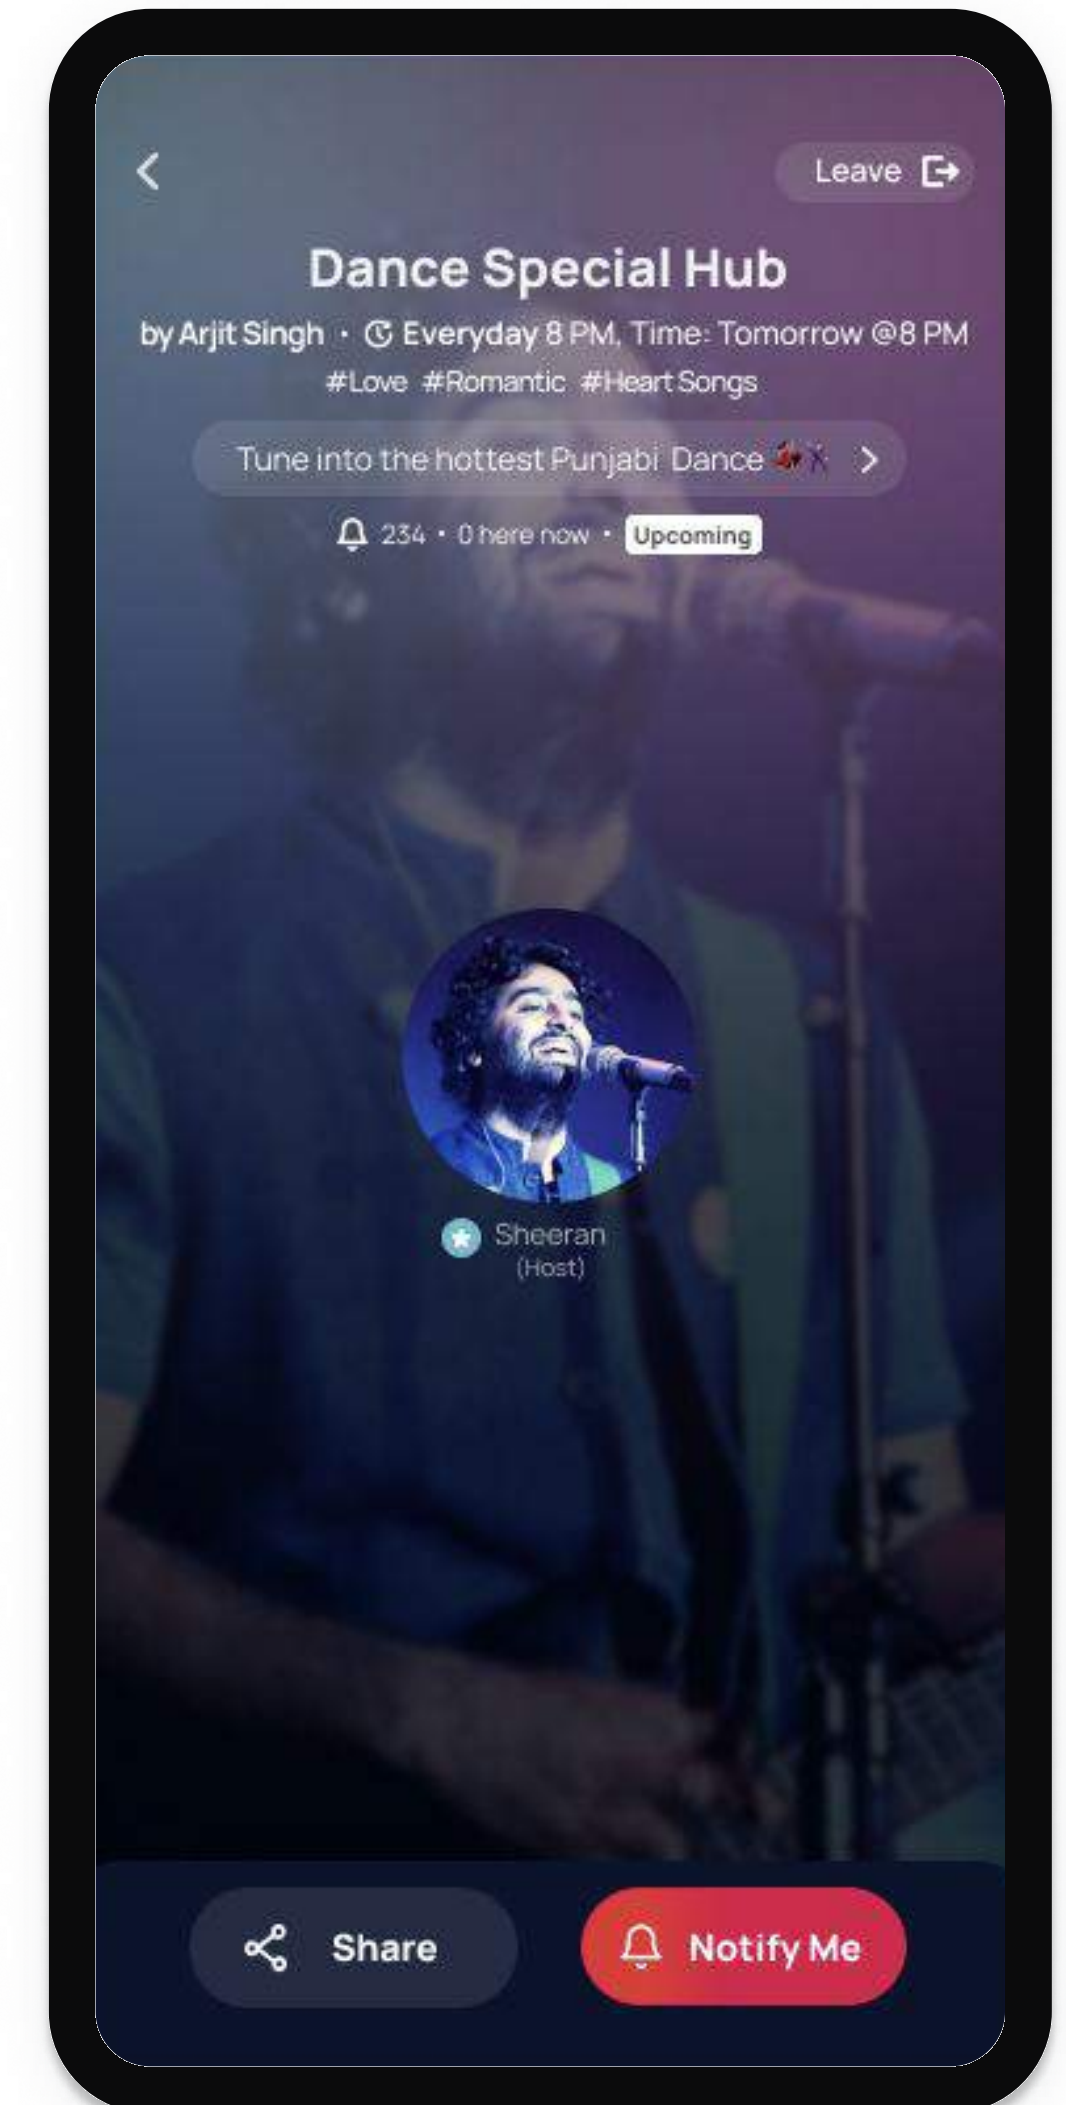 Leave
Dance Special Hub
by Arjit Singh · Everyday 8 PM, Time: Tomorrow @8 PM
#Love #Romantic #Heart Songs
Tune into the hottest Punjabi Dance 💃🕺
234 · 0 here now · Upcoming
Sheeran
(Host)
Share
Notify Me